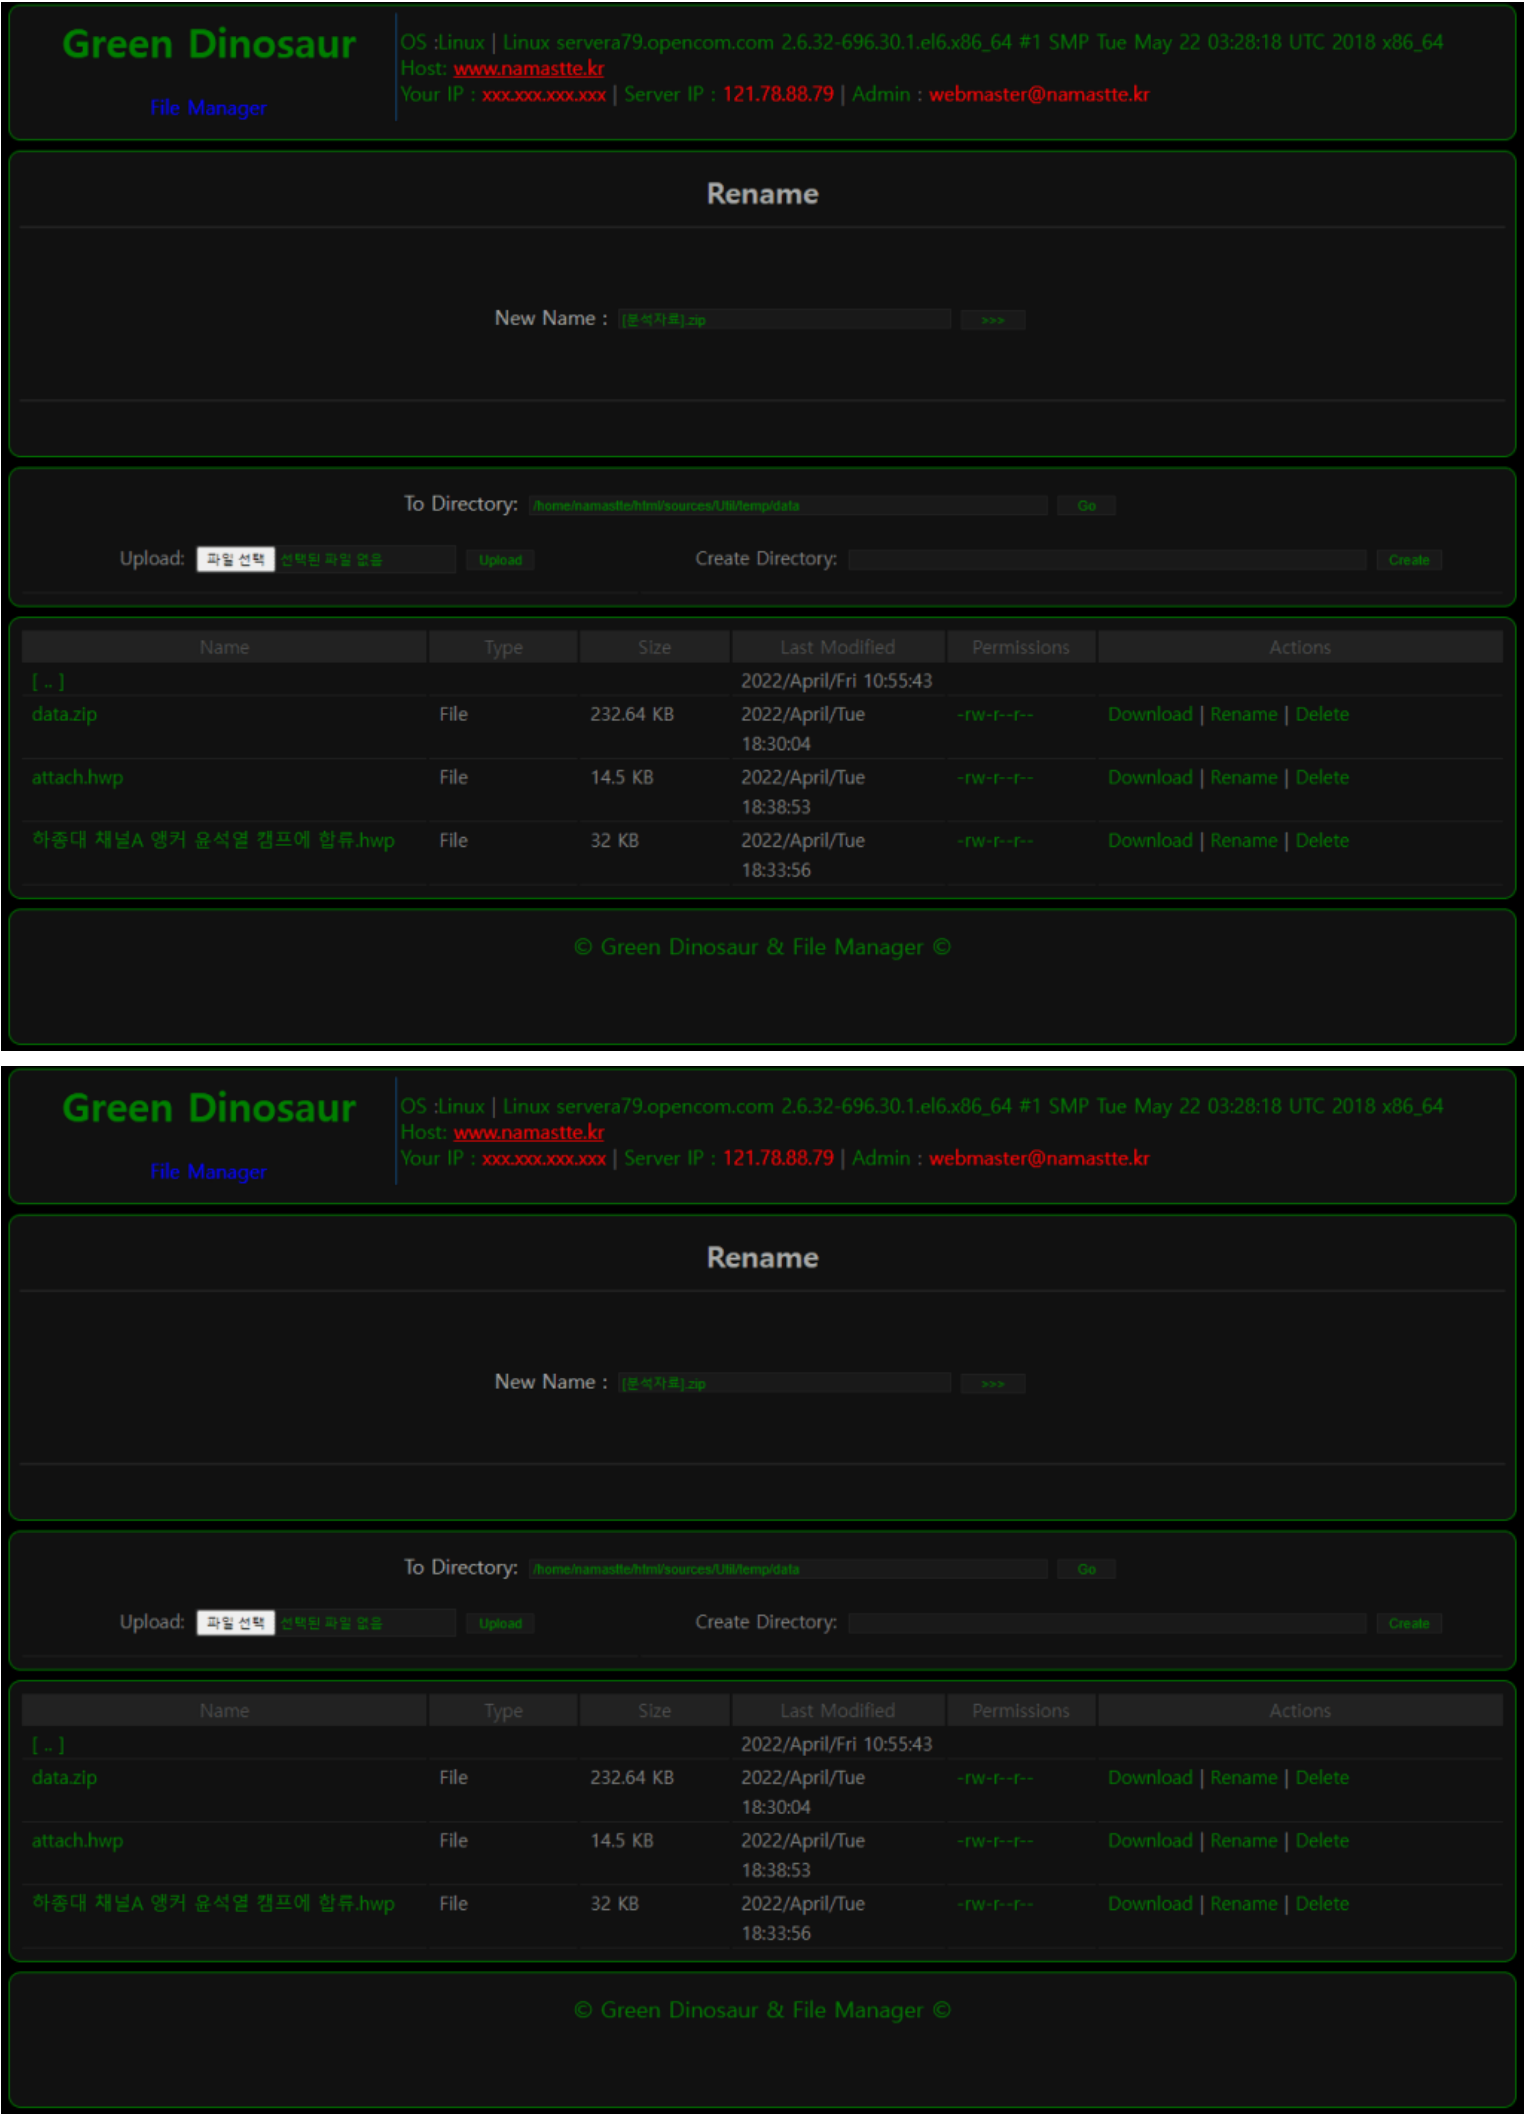 Green Dinosaur
File Manager
OS :Linux | Linux servera79.opencom.com 2.6.32-696.30.1.el6.x86_64 #1 SMP Tue May 22 03:28:18 UTC 2018 x86_64
Host: www.namastte.kr
Your IP : xxx.xxx.xxx.xxx | Server IP : 121.78.88.79 | Admin : webmaster@namastte.kr
Rename
New Name : [분석자료].zip >>>
To Directory: /home/namastte/html/sources/Util/temp/data Go
Upload: 파일 선택 선택된 파일 없음 Upload Create Directory: Create
Name Type Size Last Modified Permissions Actions
[ .. ] 2022/April/Fri 10:55:43
data.zip File 232.64 KB 2022/April/Tue -rw-r--r-- Download | Rename | Delete
18:30:04
attach.hwp File 14.5 KB 2022/April/Tue -rw-r--r-- Download | Rename | Delete
18:38:53
하종대 채널A 앵커 윤석열 캠프에 합류.hwp File 32 KB 2022/April/Tue -rw-r--r-- Download | Rename | Delete
18:33:56
© Green Dinosaur & File Manager ©
Green Dinosaur
File Manager
OS :Linux | Linux servera79.opencom.com 2.6.32-696.30.1.el6.x86_64 #1 SMP Tue May 22 03:28:18 UTC 2018 x86_64
Host: www.namastte.kr
Your IP : xxx.xxx.xxx.xxx | Server IP : 121.78.88.79 | Admin : webmaster@namastte.kr
Rename
New Name : [분석자료].zip >>>
To Directory: /home/namastte/html/sources/Util/temp/data Go
Upload: 파일 선택 선택된 파일 없음 Upload Create Directory: Create
Name Type Size Last Modified Permissions Actions
[ .. ] 2022/April/Fri 10:55:43
data.zip File 232.64 KB 2022/April/Tue -rw-r--r-- Download | Rename | Delete
18:30:04
attach.hwp File 14.5 KB 2022/April/Tue -rw-r--r-- Download | Rename | Delete
18:38:53
하종대 채널A 앵커 윤석열 캠프에 합류.hwp File 32 KB 2022/April/Tue -rw-r--r-- Download | Rename | Delete
18:33:56
© Green Dinosaur & File Manager ©